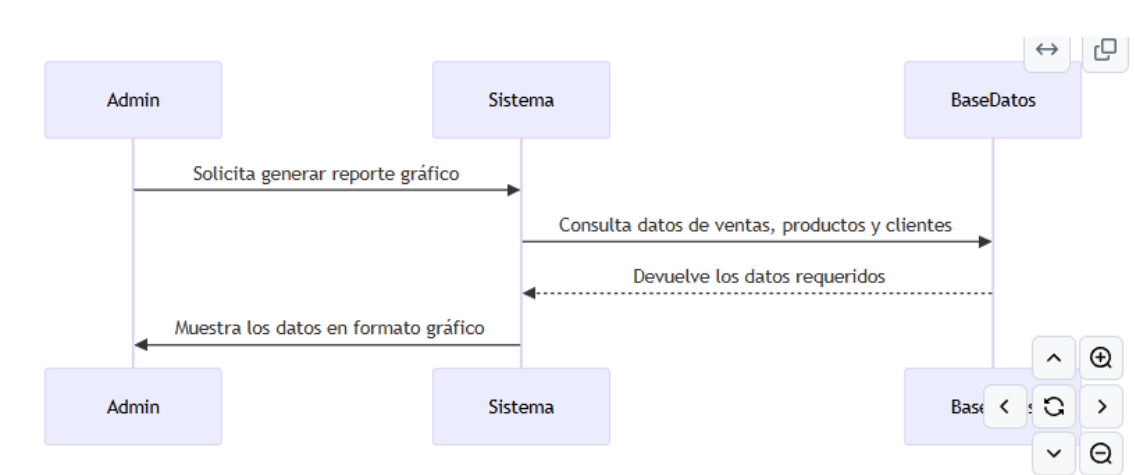 Admin
Sistema
BaseDatos
Solicita generar reporte gráfico
Consulta datos de ventas, productos y clientes
Devuelve los datos requeridos
Muestra los datos en formato gráfico
Admin
Sistema